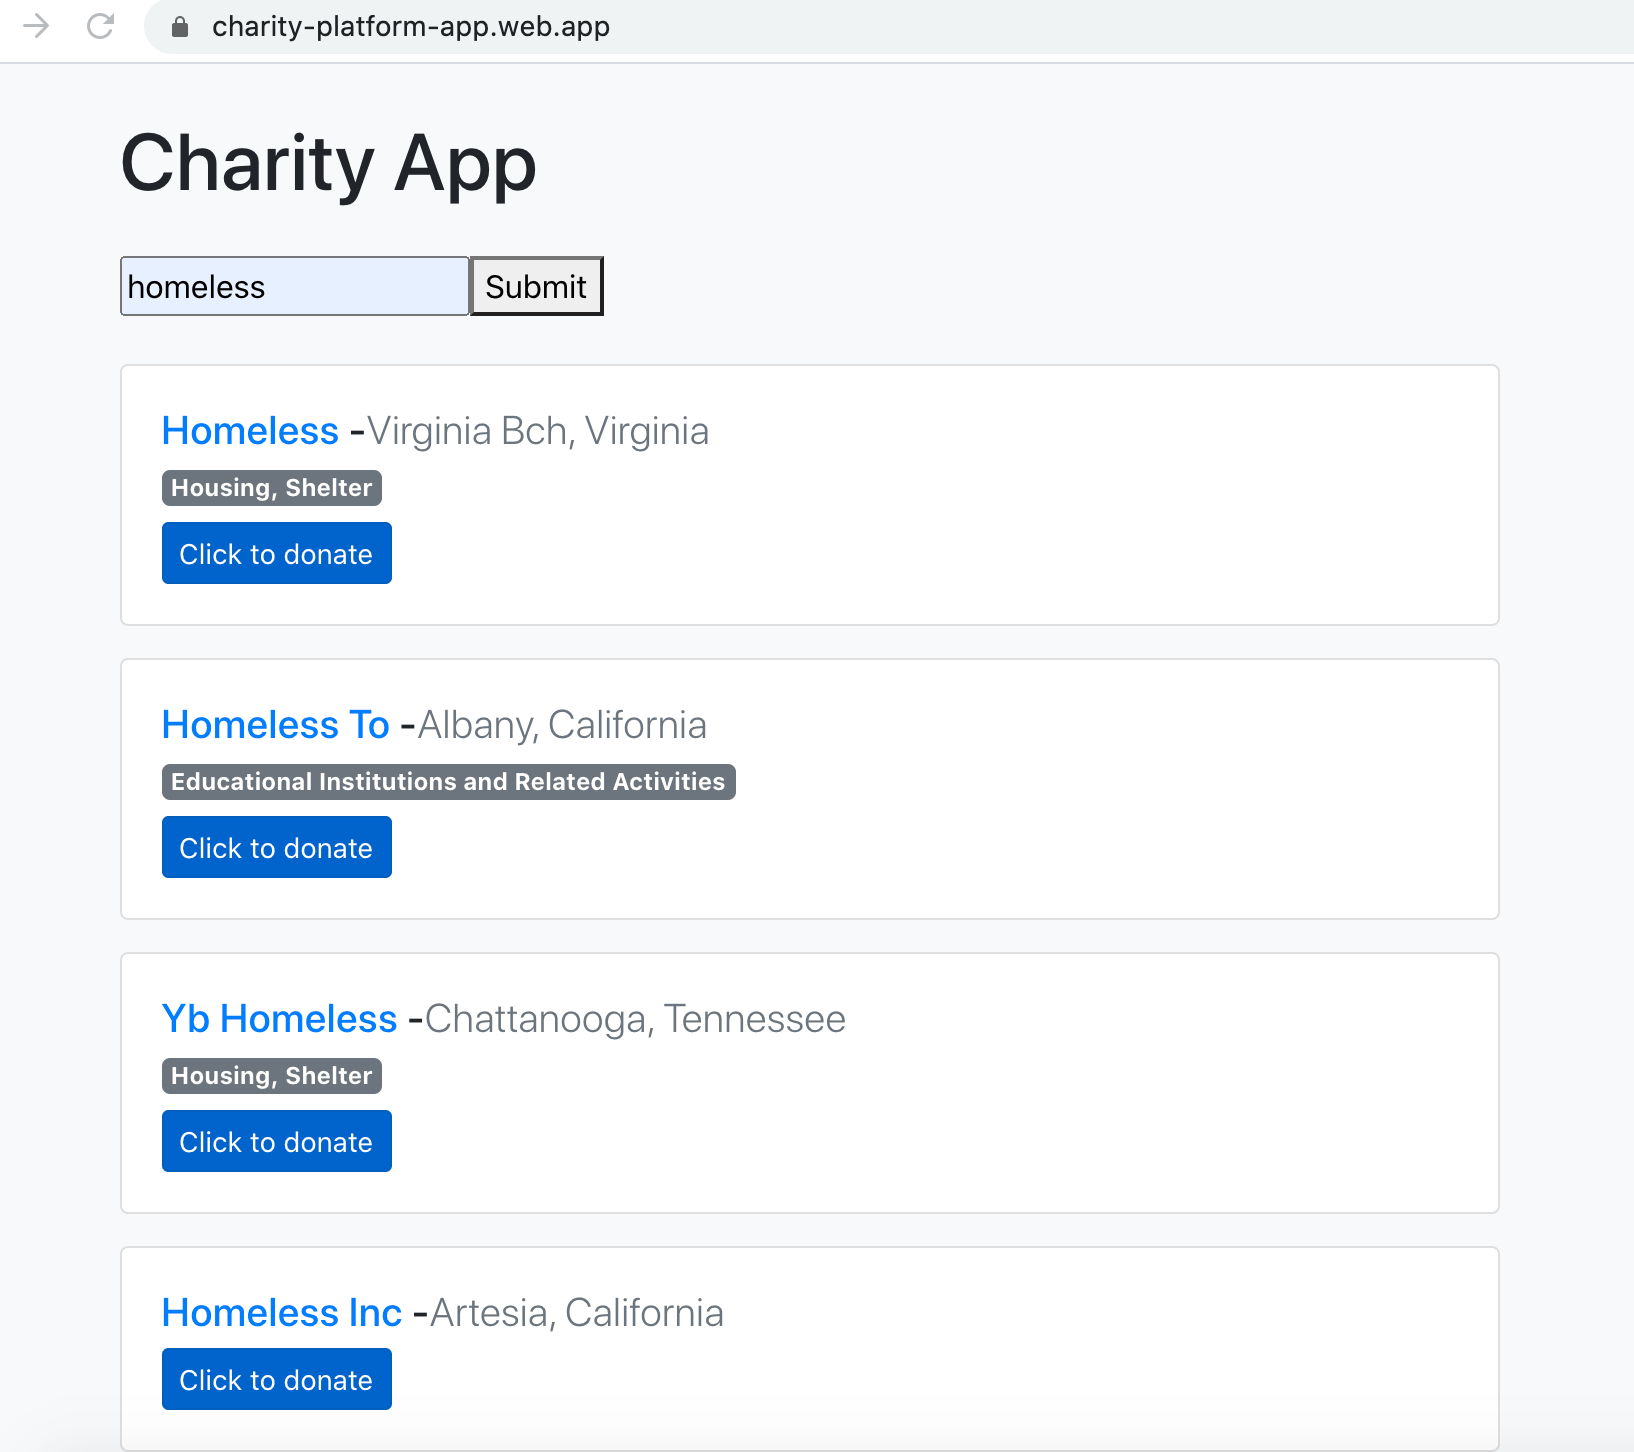 charity-platform-app.web.app
Charity App
homeless Submit
Homeless -Virginia Bch, Virginia
Housing, Shelter
Click to donate
Homeless To -Albany, California
Educational Institutions and Related Activities
Click to donate
Yb Homeless -Chattanooga, Tennessee
Housing, Shelter
Click to donate
Homeless Inc -Artesia, California
Click to donate